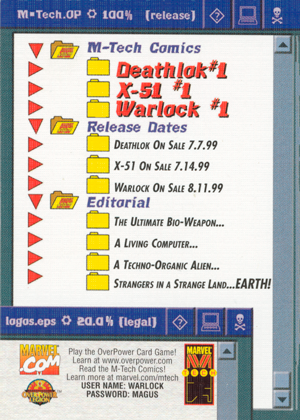 M-Tech.OP 100% (release)
M-Tech Comics
Deathlok #1
X-51 #1
Warlock #1
Release Dates
Deathlok On Sale 7.7.99
X-51 On Sale 7.14.99
Warlock On Sale 8.11.99
Editorial
The Ultimate Bio-Weapon...
A Living Computer...
A Techno-Organic Alien...
Strangers in a Strange Land...EARTH!
logos.eps 20.0% (legal)
MARVEL
.COM
Play the OverPower Card Game!
Learn at www.overpower.com
Read the M-Tech Comics!
Learn at marvel.com/mtech
USER NAME: WARLOCK
PASSWORD: MAGUS
MARVEL
M